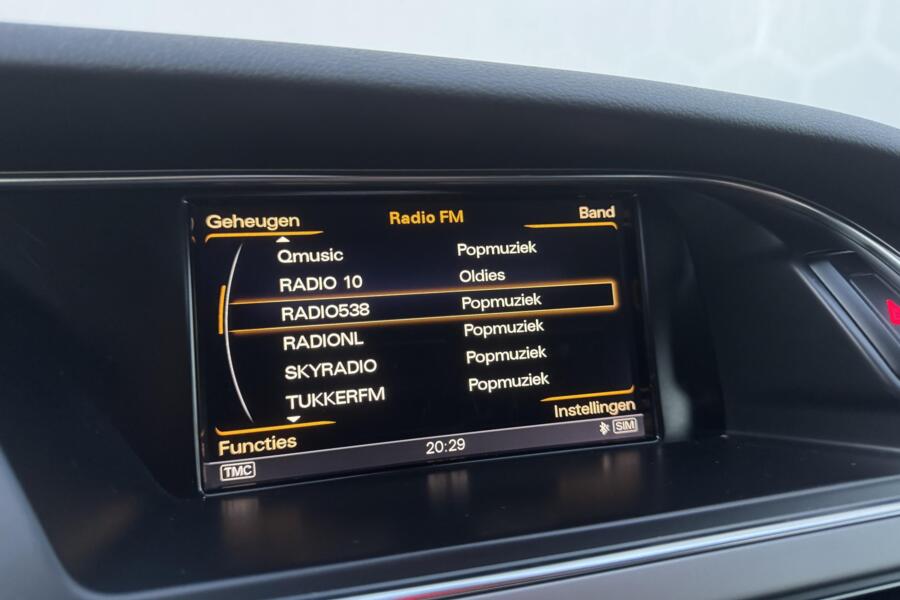 Geheugen Radio FM Band
Qmusic Popmuziek
RADIO 10 Oldies
RADIO538 Popmuziek
RADIONL Popmuziek
SKYRADIO Popmuziek
TUKKERFM Popmuziek
Functies Instellingen
TMC 20:29 SIM